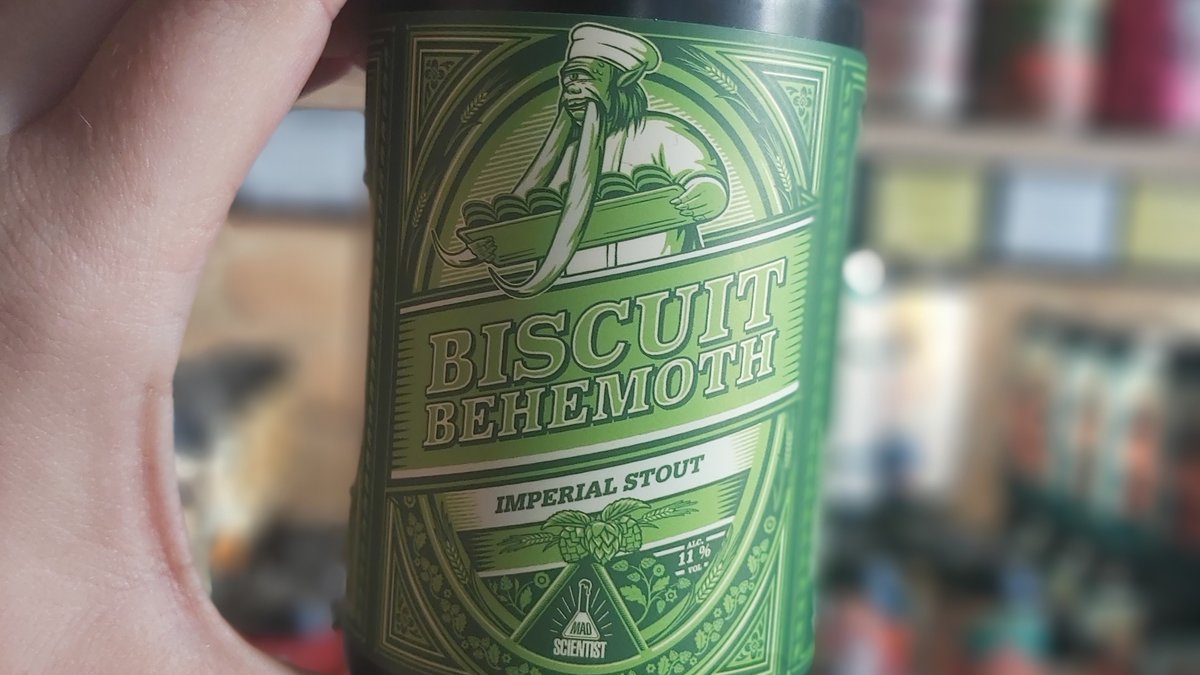 BISCUIT
BEHEMOTH
IMPERIAL STOUT
ALC.
11 %
VOL
MAD
SCIENTIST